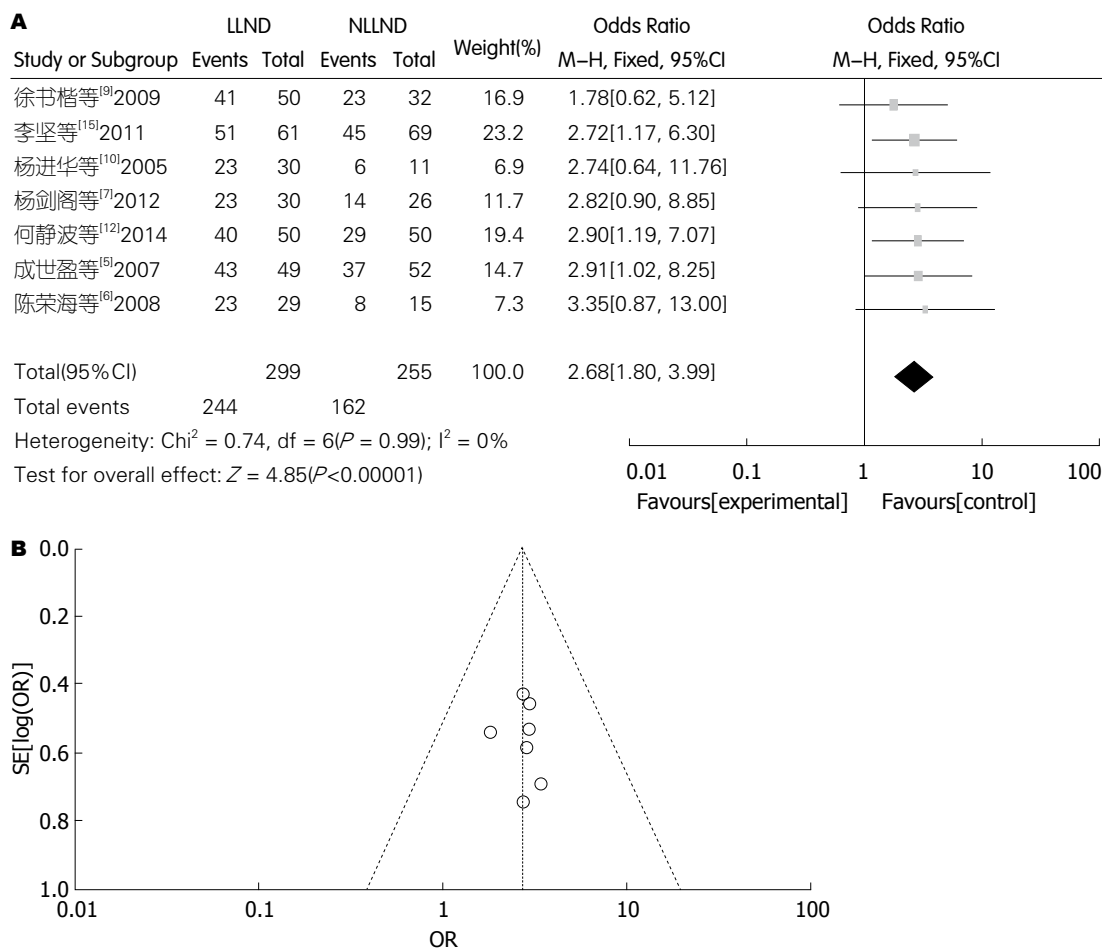 A
LLND NLLND Odds Ratio Odds Ratio
Study or Subgroup Events Total Events Total Weight(%) M-H, Fixed, 95%CI M-H, Fixed, 95%CI
徐书楷等[9]2009 41 50 23 32 16.9 1.78[0.62, 5.12]
李坚等[15]2011 51 61 45 69 23.2 2.72[1.17, 6.30]
杨进华等[10]2005 23 30 6 11 6.9 2.74[0.64, 11.76]
杨剑阁等[7]2012 23 30 14 26 11.7 2.82[0.90, 8.85]
何静波等[12]2014 40 50 29 50 19.4 2.90[1.19, 7.07]
成世盈等[5]2007 43 49 37 52 14.7 2.91[1.02, 8.25]
陈荣海等[6]2008 23 29 8 15 7.3 3.35[0.87, 13.00]
Total(95%CI) 299 255 100.0 2.68[1.80, 3.99]
Total events 244 162
Heterogeneity: Chi² = 0.74, df = 6(P = 0.99); I² = 0%
Test for overall effect: Z = 4.85(P<0.00001)
0.01 0.1 1 10 100
Favours[experimental] Favours[control]
B
0.0
0.2
0.4
0.6
0.8
1.0
SE[log(OR)]
0.01 0.1 1 10 100
OR